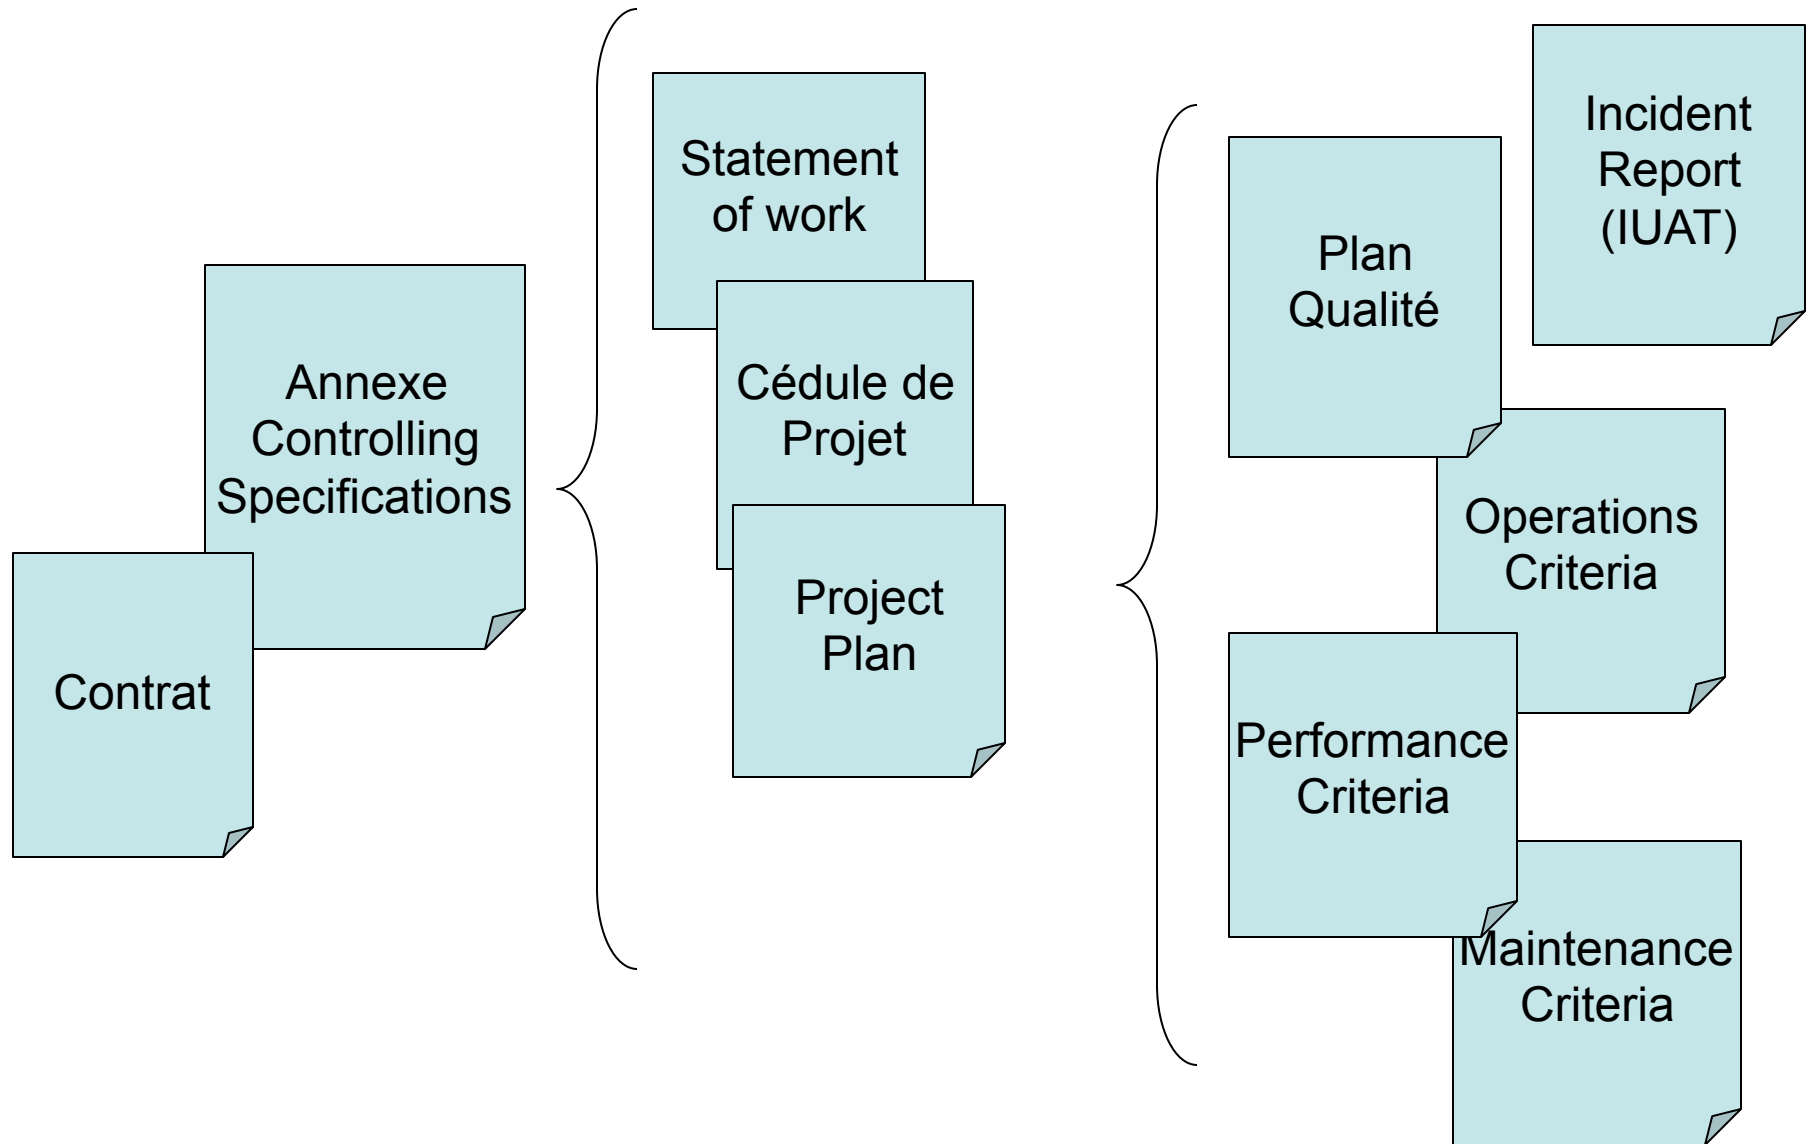 Contrat
Annexe
Controlling
Specifications
Statement
of work
Cédule de
Projet
Project
Plan
Plan
Qualité
Incident
Report
(IUAT)
Operations
Criteria
Performance
Criteria
Maintenance
Criteria